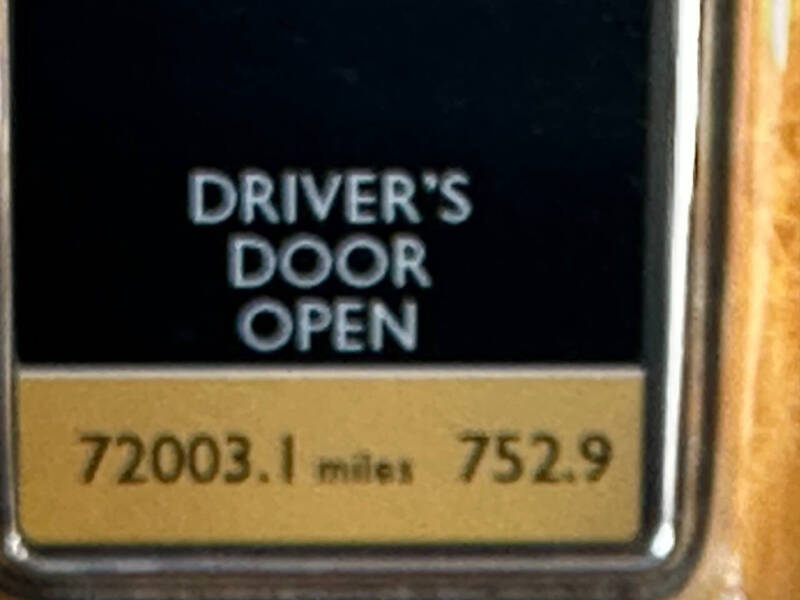 DRIVER'S
DOOR
OPEN
72003.1 miles 752.9